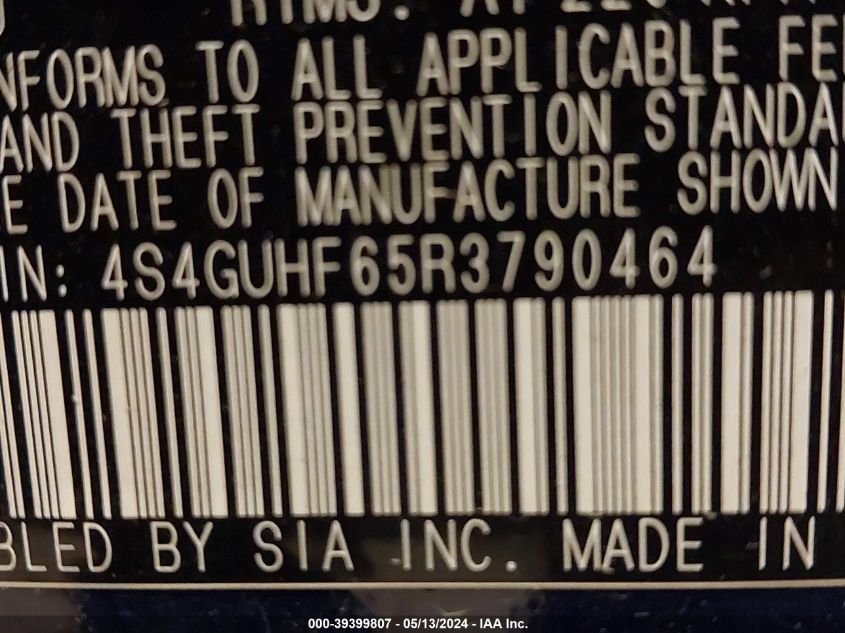 NFORMS TO ALL APPLICABLE FE
AND THEFT PREVENTION STANDA
E DATE OF MANUFACTURE SHOWN
IN: 4S4GUHF65R3790464
BLED BY SIA INC. MADE IN
000-39399807 - 05/13/2024 - IAA Inc.